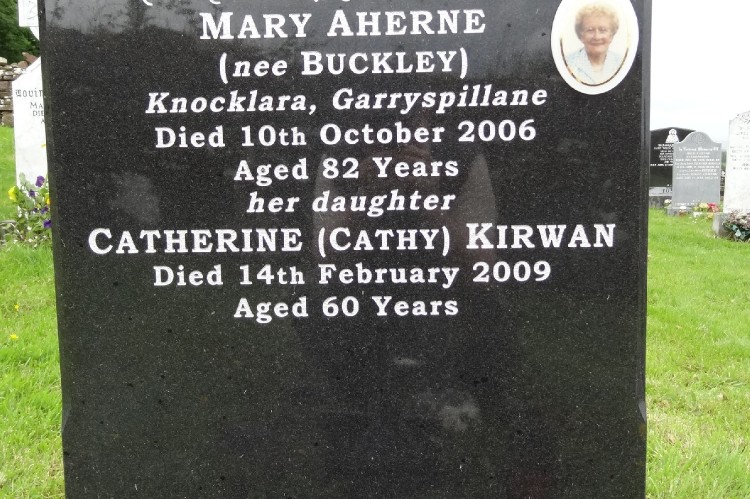 MARY AHERNE
(nee BUCKLEY)
Knocklara, Garryspillane
Died 10th October 2006
Aged 82 Years
her daughter
CATHERINE (CATHY) KIRWAN
Died 14th February 2009
Aged 60 Years